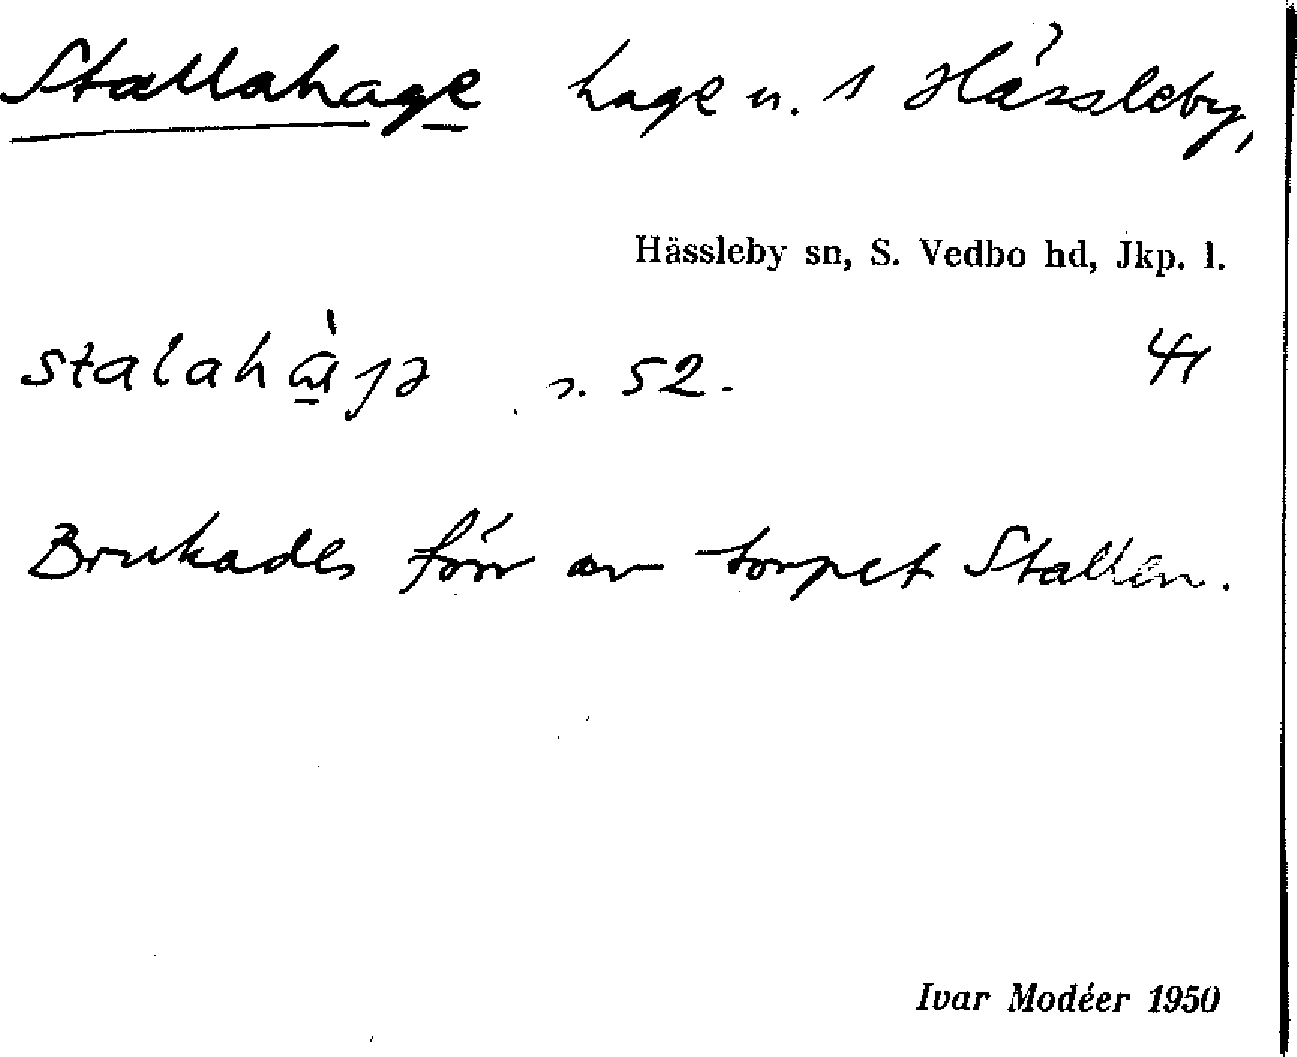 Stallahage hage u. 1 Hässleby,
Hässleby sn, S. Vedbo hd, Jkp. l.
s. 52. 41
Brukades förr av torpet Stallen.
Ivar Modéer 1950